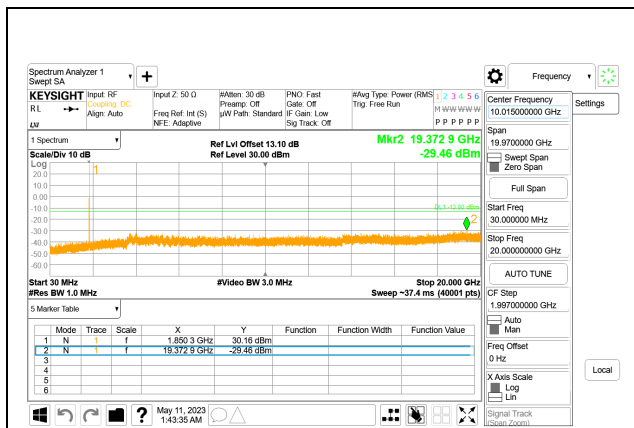 Spectrum Analyzer 1
Swept SA
+
Frequency
KEYSIGHT
Input: RF
Coupling: DC
Align: Auto
Input Z: 50 Ω
Freq Ref: Int (S)
NFE: Adaptive
#Atten: 30 dB
Preamp: Off
µW Path: Standard
PNO: Fast
Gate: Off
IF Gain: Low
Sig Track: Off
#Avg Type: Power (RMS
Trig: Free Run
1 2 3 4 5 6
M W W W W W
P P P P P P
R L
LXI
Center Frequency
10.015000000 GHz
Settings
Span
19.9700000 GHz
Swept Span
Zero Span
Full Span
Start Freq
30.000000 MHz
Stop Freq
20.00000000 GHz
AUTO TUNE
CF Step
1.997000000 GHz
Auto
Man
Freq Offset
0 Hz
X Axis Scale
Log
Lin
Signal Track
(Span Zoom)
Local
1 Spectrum
Scale/Div 10 dB
Ref Lvl Offset 13.10 dB
Ref Level 30.00 dBm
Mkr2 19.372 9 GHz
-29.46 dBm
Log
20.0
10.0
0.00
-10.0
-20.0
-30.0
-40.0
-50.0
-60.0
1
DL1 -13.00 dBm
2
Start 30 MHz
#Res BW 1.0 MHz
#Video BW 3.0 MHz
Stop 20.000 GHz
Sweep ~37.4 ms (40001 pts)
5 Marker Table
Mode Trace Scale X Y Function Function Width Function Value
1 N 1 f 1.850 3 GHz 30.16 dBm
2 N 1 f 19.372 9 GHz -29.46 dBm
3
4
5
6
?
May 11, 2023
1:43:35 AM